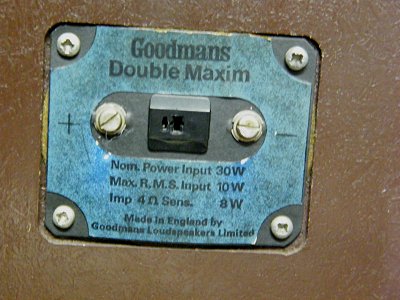 Goodmans
Double Maxim
+ −
Nom. Power Input 30W
Max. R.M.S. Input 10W
Imp 4Ω Sens. 8W
Made in England by
Goodmans Loudspeakers Limited